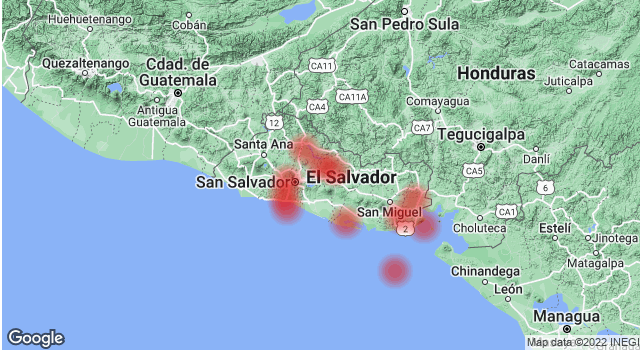 Huehuetenango
Cobán
San Pedro Sula
Quezaltenango
Cdad. de
Guatemala
CA11
Honduras
Catacamas
Juticalpa
Antigua
Guatemala
CA4
CA11A
Comayagua
12
CA7
Tegucigalpa
Santa Ana
Danlí
San Salvador
El Salvador
CA5
6
San Miguel
CA1
2
Choluteca
Estelí
Jinotega
Matagalpa
Chinandega
León
Managua
Google
Map data ©2022 INEGI